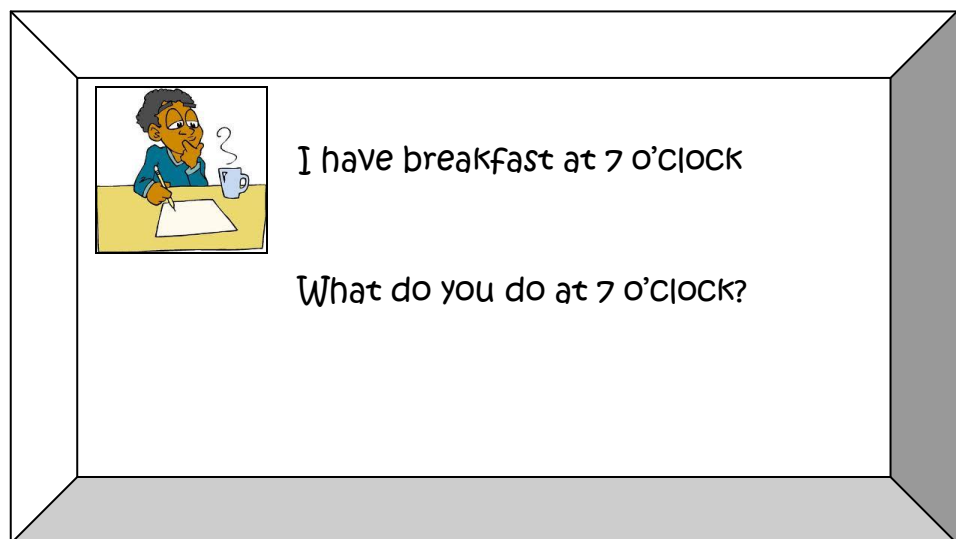 I have breakfast at 7 o’clock
What do you do at 7 o’clock?